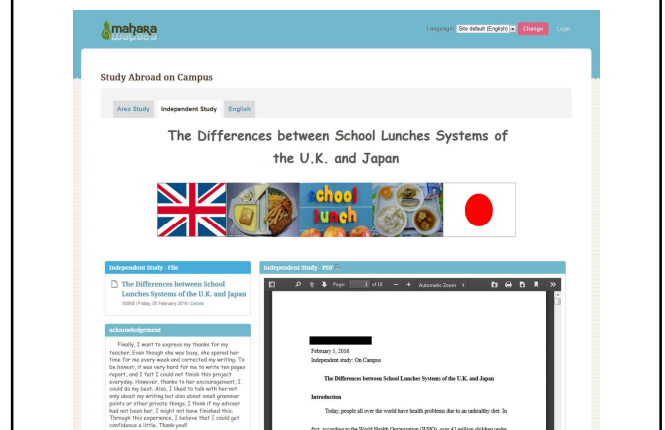 mahara
Language: Site default (English) Change Login
Study Abroad on Campus
Area Study Independent Study English
The Differences between School Lunches Systems of
the U.K. and Japan
school
lunch
Independent Study - File
The Differences between School
Lunches Systems of the U.K. and Japan
108KB | Friday, 05 February 2016 | Details
acknowledgement
Finally, I want to express my thanks for my
teacher. Even though she was busy, she spared her
time for me every week and corrected my writing. To
be honest, it was very hard for me to write ten pages
report, and I felt I could not finish this project
everyday. However, thanks to her encouragement, I
could do my best. Also, I liked to talk with her not
only about my writing but also about small grammar
points or other private things. I think if my adviser
had not been her, I might not have finished this.
Through this experience, I believe that I could get
confidence a little. Thank you!!
Independent Study - PDF
Page: 1 of 18 Automatic Zoom
February 5, 2016
Independent study: On Campus
The Differences between School Lunches Systems of the U.K. and Japan
Introduction
Today, people all over the world have health problems due to an unhealthy diet. In
fact, according to the World Health Organization (WHO), over 42 million children under